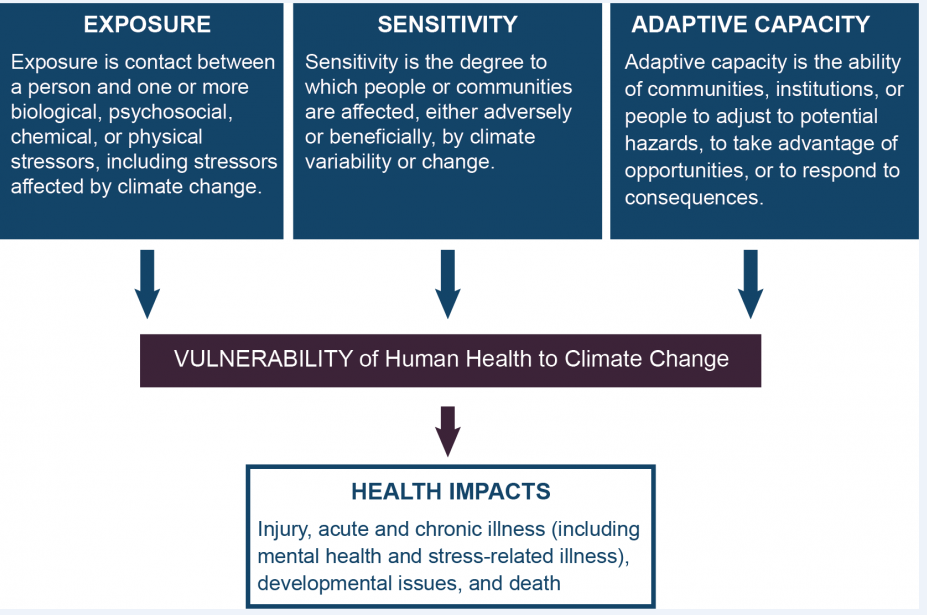 EXPOSURE
Exposure is contact between
a person and one or more
biological, psychosocial,
chemical, or physical
stressors, including stressors
affected by climate change.
SENSITIVITY
Sensitivity is the degree to
which people or communities
are affected, either adversely
or beneficially, by climate
variability or change.
ADAPTIVE CAPACITY
Adaptive capacity is the ability
of communities, institutions, or
people to adjust to potential
hazards, to take advantage of
opportunities, or to respond to
consequences.
VULNERABILITY of Human Health to Climate Change
HEALTH IMPACTS
Injury, acute and chronic illness (including
mental health and stress-related illness),
developmental issues, and death